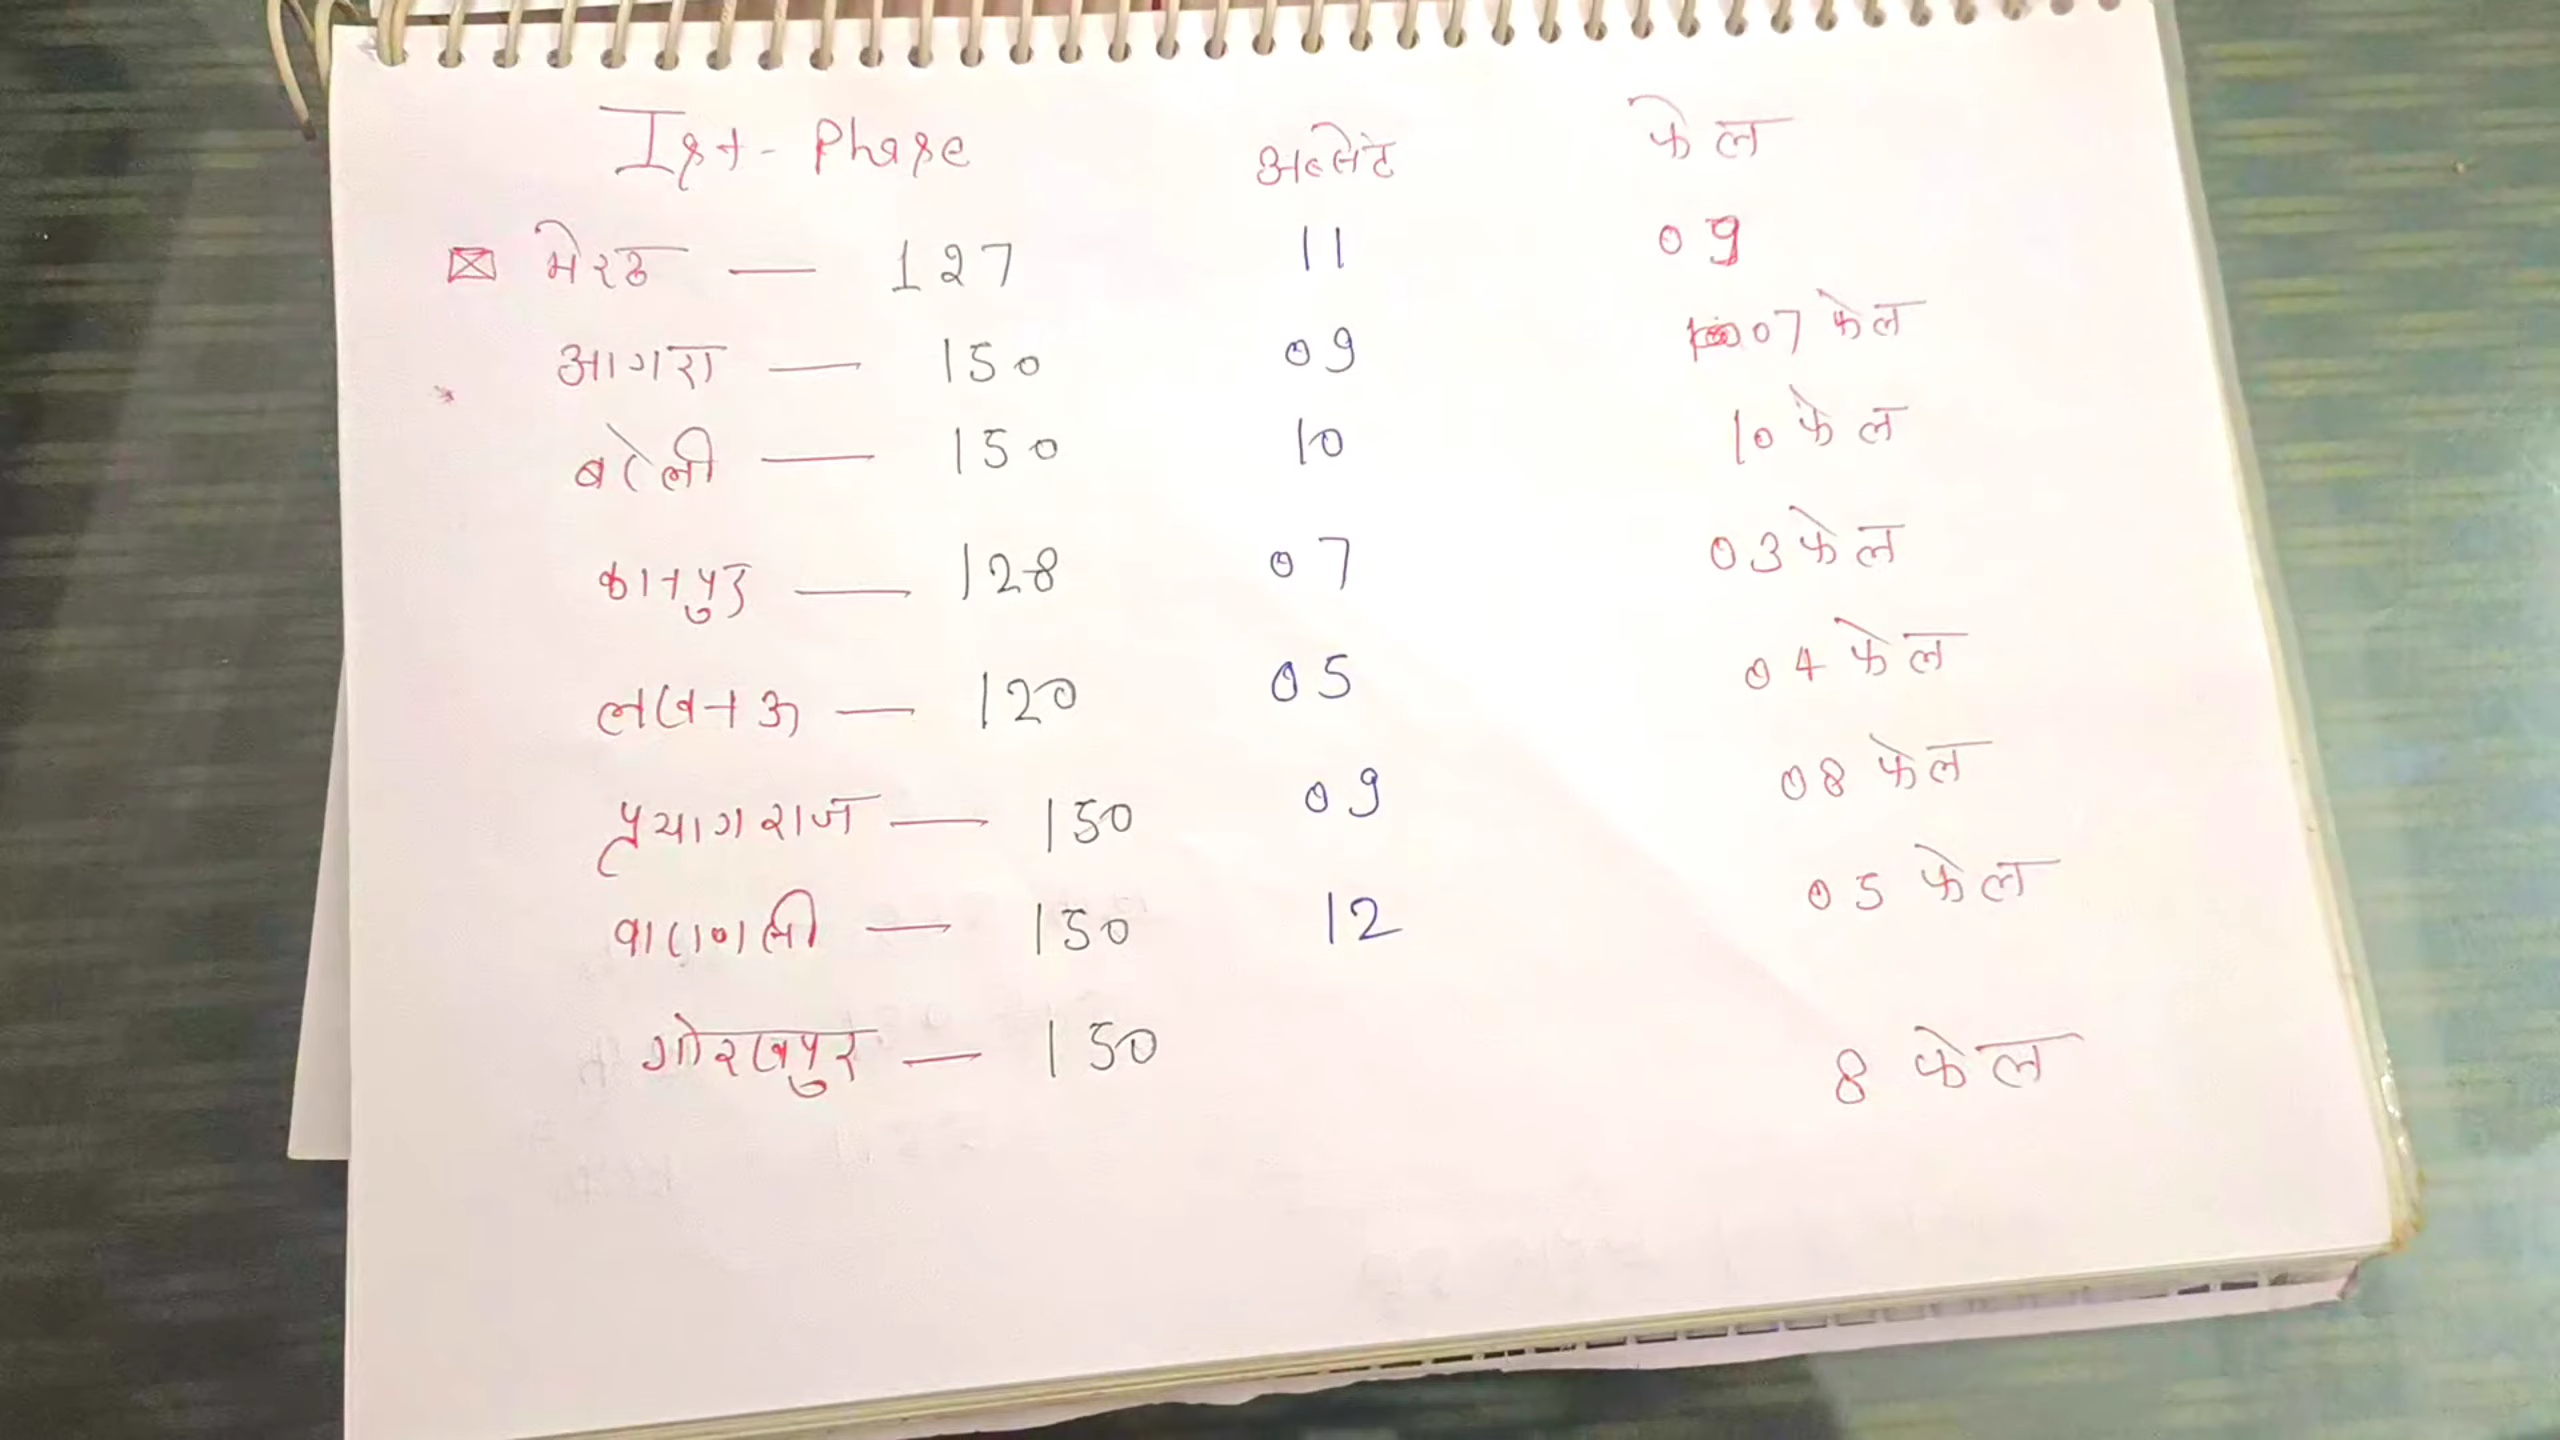 Ist - Phase अब्सेंट फेल
मेरठ — 127 11 09
आगरा — 150 09 07 फेल
बरेली — 150 10 10 फेल
कानपुर — 128 07 03 फेल
लखनऊ — 120 05 04 फेल
प्रयागराज — 150 09 08 फेल
वाराणसी — 150 12 05 फेल
गोरखपुर — 150 8 फेल